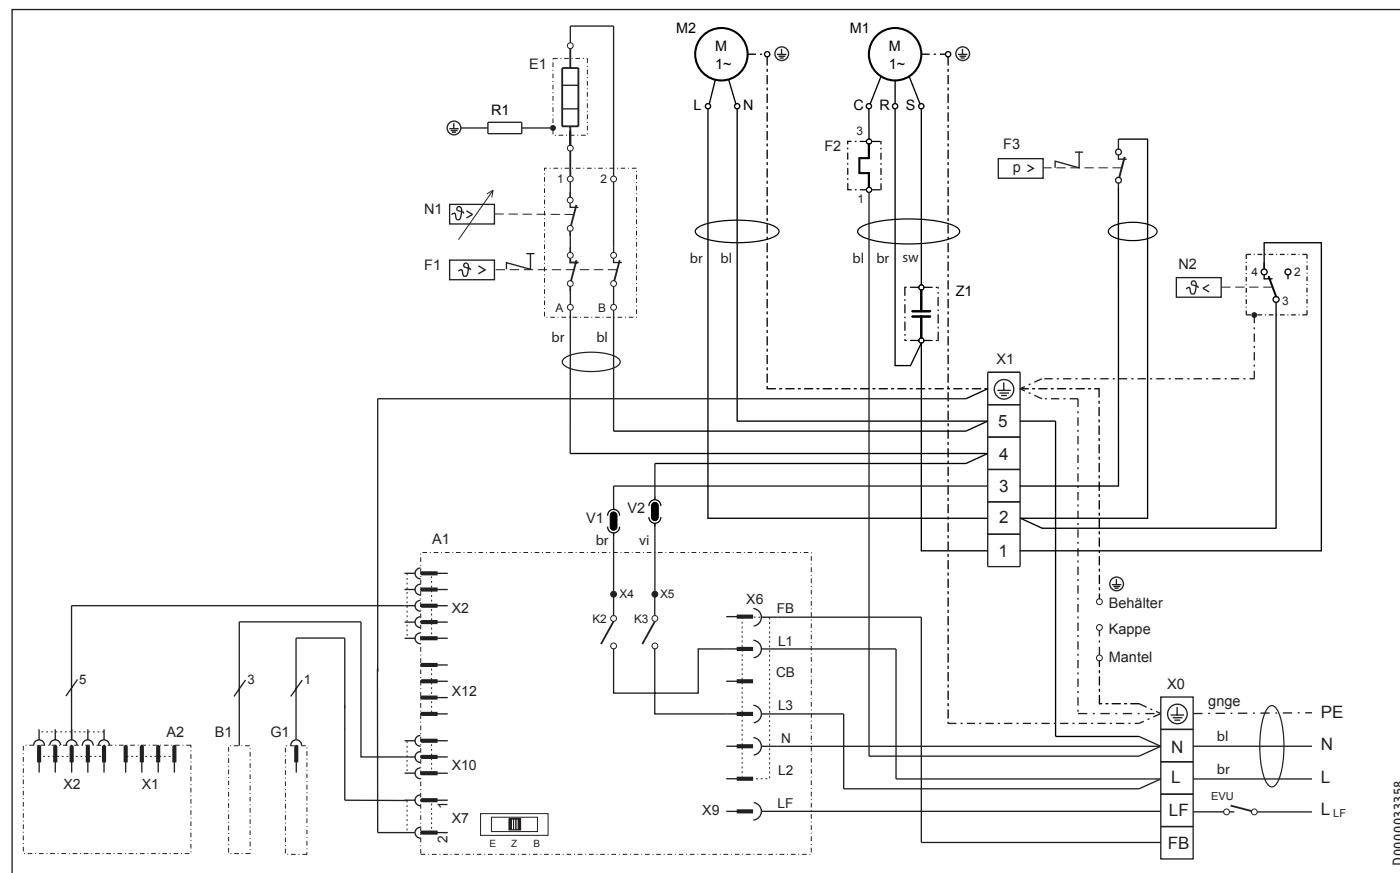 M2
M
1~
M1
M
1~
E1
R1
L
N
C
R
S
3
F2
1
F3
p >
1
2
N1
ϑ>
F1
ϑ >
A
B
br
bl
br
bl
bl
br
sw
Z1
N2
ϑ <
4
2
3
X1
5
4
3
2
1
V1
V2
br
vi
A1
X4
X5
K2
K3
X2
X12
X10
X7
1
2
E Z B
X6
FB
L1
CB
L3
N
L2
X9
LF
5
3
1
A2
B1
G1
X2
X1
Behälter
Kappe
Mantel
X0
gnge
PE
N
bl
N
L
br
L
LF
EVU
L LF
FB
D0000033358